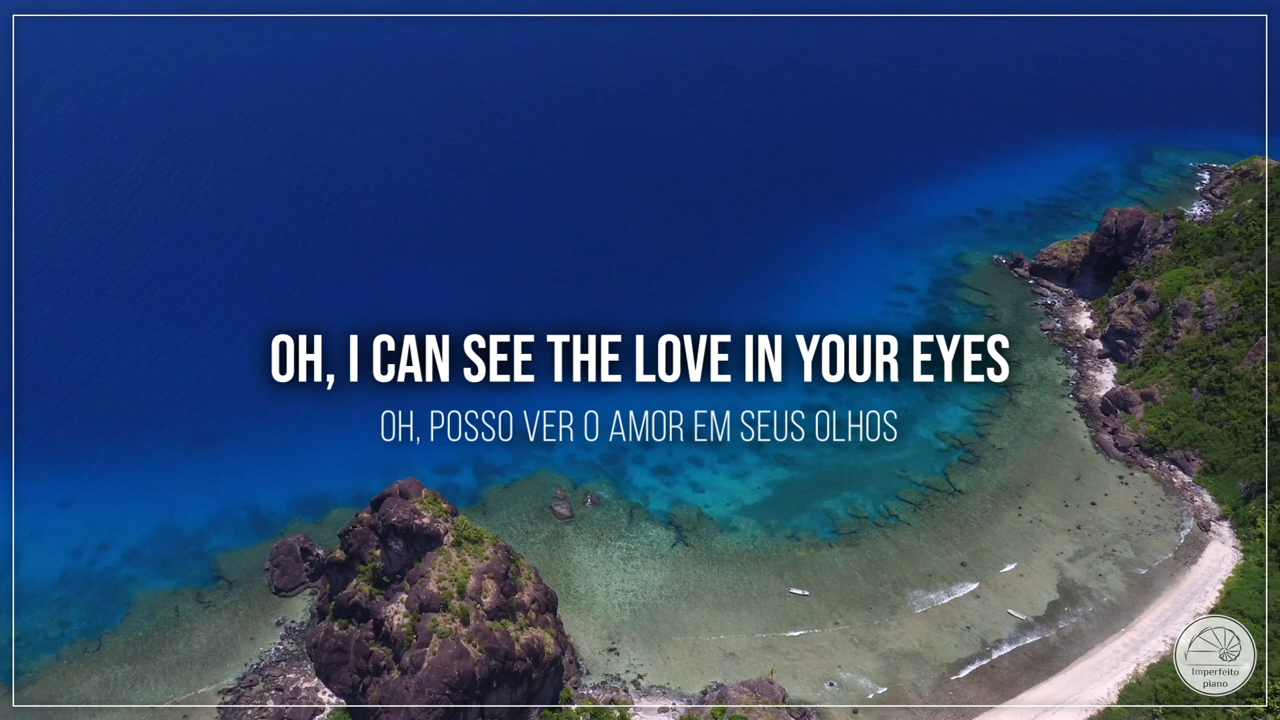 OH, I CAN SEE THE LOVE IN YOUR EYES
OH, POSSO VER O AMOR EM SEUS OLHOS
Imperfeito
piano